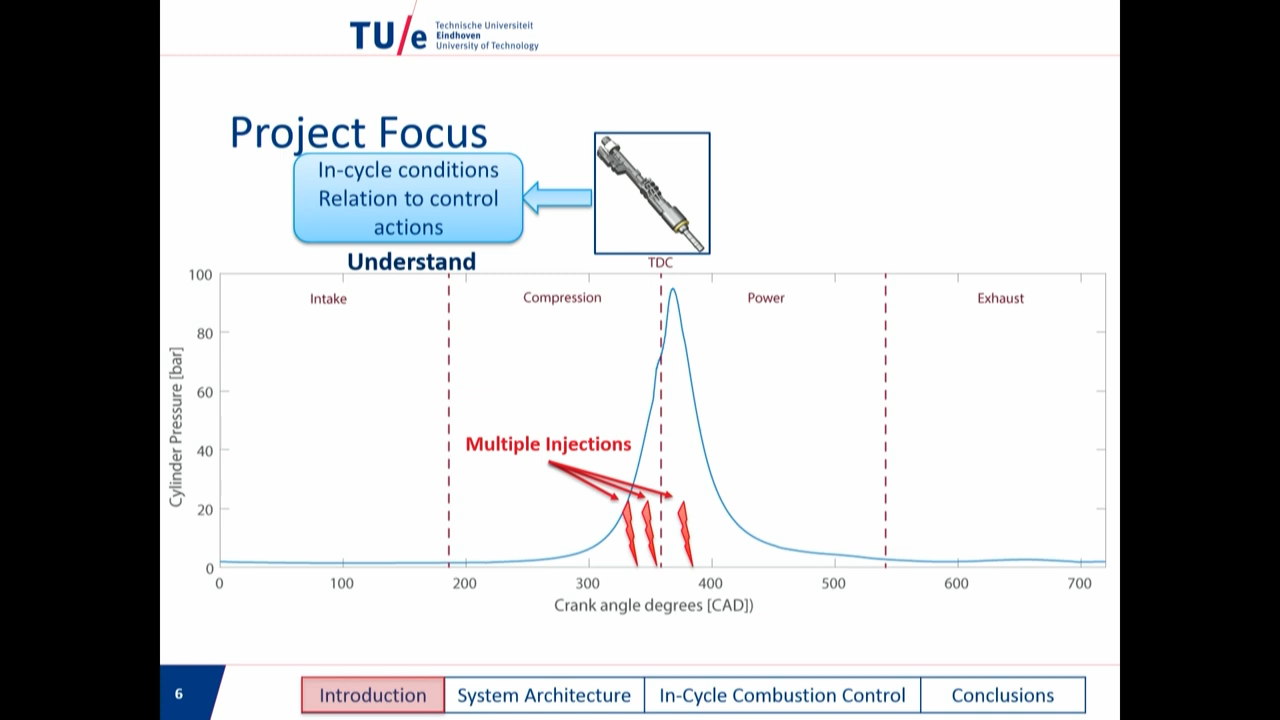 TU/e
Technische Universiteit
Eindhoven
University of Technology
Project Focus
In-cycle conditions
Relation to control
actions
Understand
TDC
Intake
Compression
Power
Exhaust
Multiple Injections
Cylinder Pressure [bar]
100
80
60
40
20
0
0 100 200 300 400 500 600 700
Crank angle degrees [CAD])
6
Introduction
System Architecture
In-Cycle Combustion Control
Conclusions